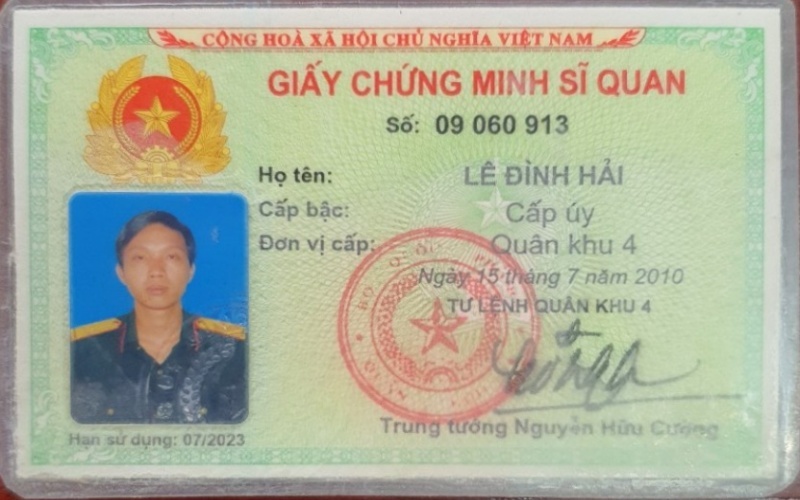 CỘNG HOÀ XÃ HỘI CHỦ NGHĨA VIỆT NAM
GIẤY CHỨNG MINH SĨ QUAN
Số: 09 060 913
Họ tên: LÊ ĐÌNH HẢI
Cấp bậc: Cấp úy
Đơn vị cấp: Quân khu 4
Ngày 15 tháng 7 năm 2010
TƯ LỆNH QUÂN KHU 4
Trung tướng Nguyễn Hữu Cường
Hạn sử dụng: 07/2023